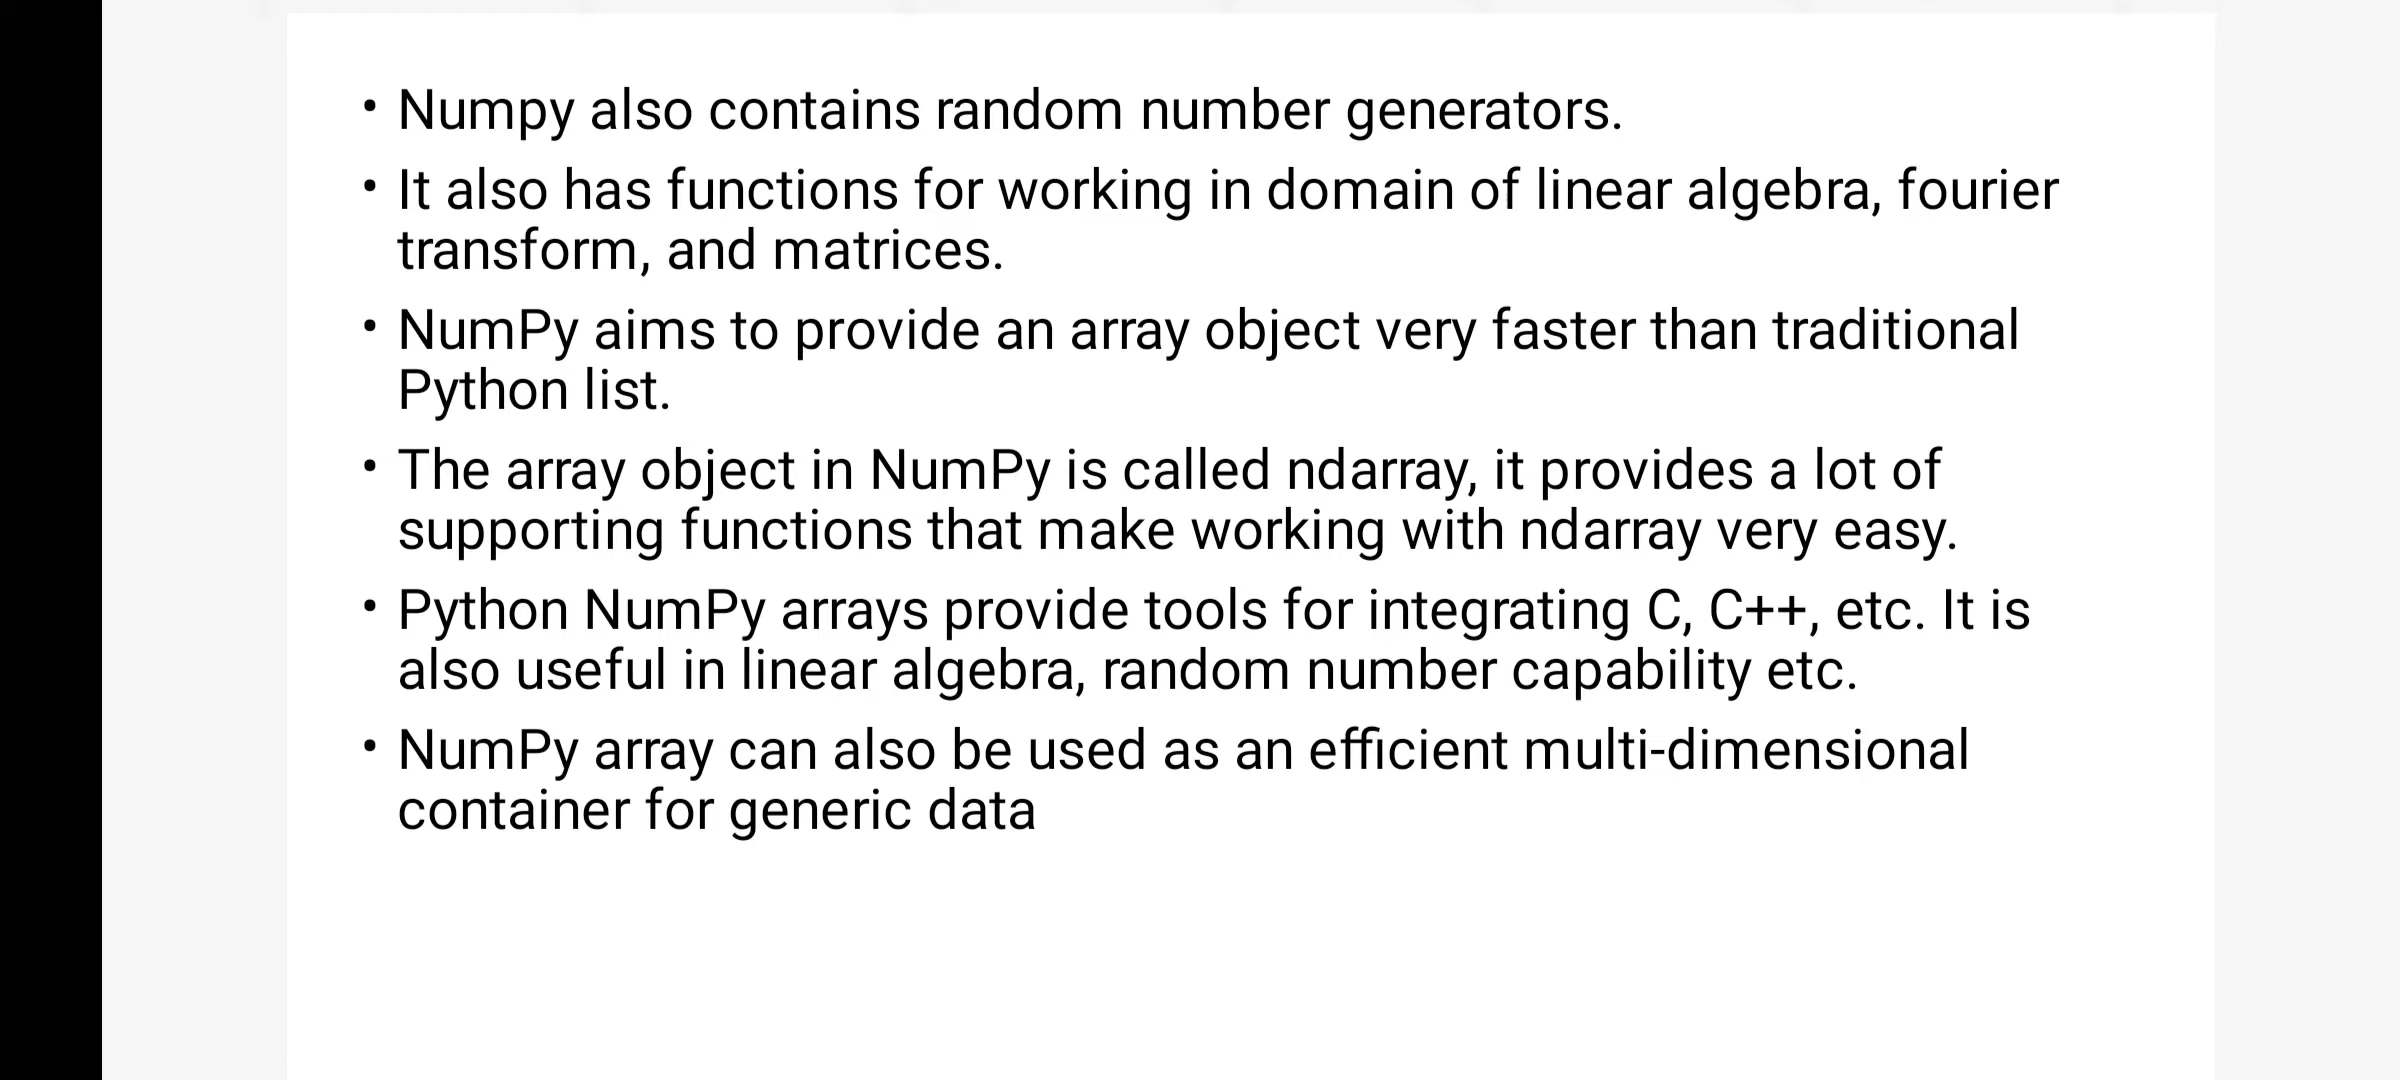 • Numpy also contains random number generators.
• It also has functions for working in domain of linear algebra, fourier
transform, and matrices.
• NumPy aims to provide an array object very faster than traditional
Python list.
• The array object in NumPy is called ndarray, it provides a lot of
supporting functions that make working with ndarray very easy.
• Python NumPy arrays provide tools for integrating C, C++, etc. It is
also useful in linear algebra, random number capability etc.
• NumPy array can also be used as an efficient multi-dimensional
container for generic data